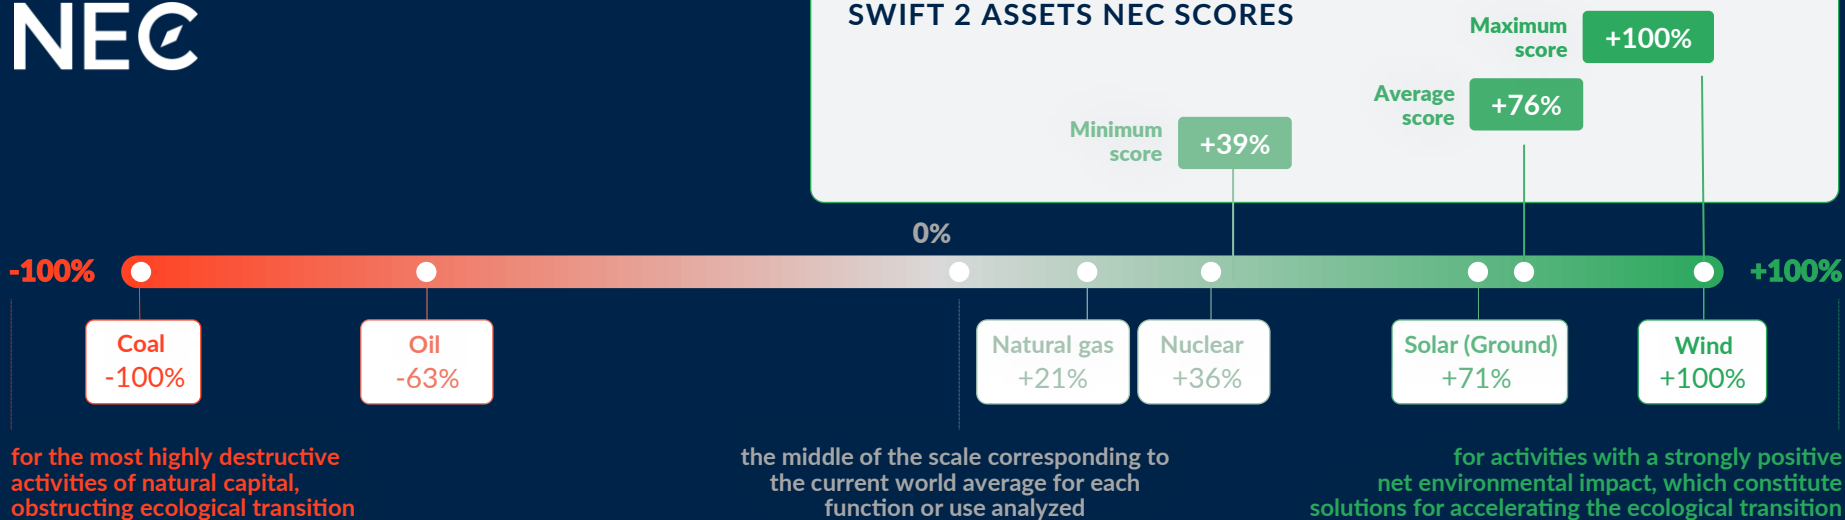 NEC
SWIFT 2 ASSETS NEC SCORES
Maximum
score
+100%
Average
score
+76%
Minimum
score
+39%
0%
-100%
+100%
Coal
-100%
Oil
-63%
Natural gas
+21%
Nuclear
+36%
Solar (Ground)
+71%
Wind
+100%
for the most highly destructive
activities of natural capital,
obstructing ecological transition
the middle of the scale corresponding to
the current world average for each
function or use analyzed
for activities with a strongly positive
net environmental impact, which constitute
solutions for accelerating the ecological transition